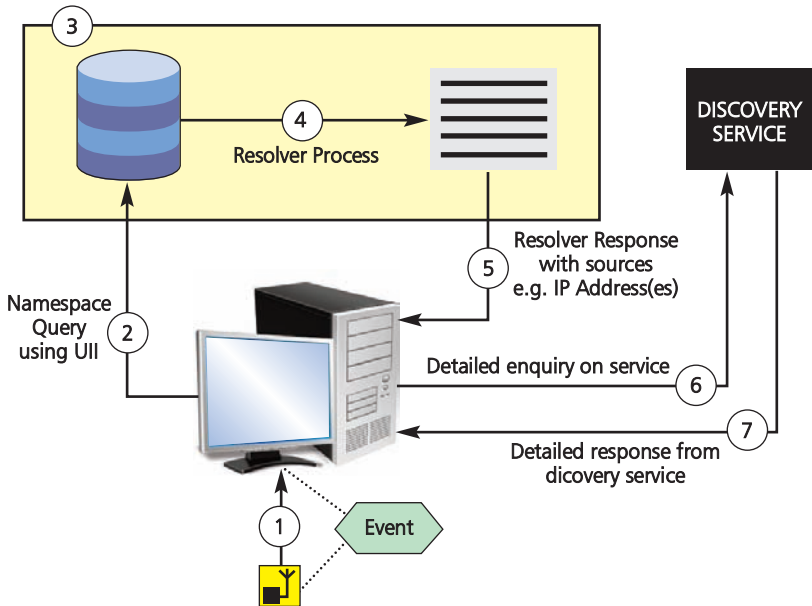 3
4
Resolver Process
DISCOVERY
SERVICE
Namespace
Query
using UII
2
5
Resolver Response
with sources
e.g. IP Address(es)
Detailed enquiry on service
6
7
Detailed response from
dicovery service
1
Event